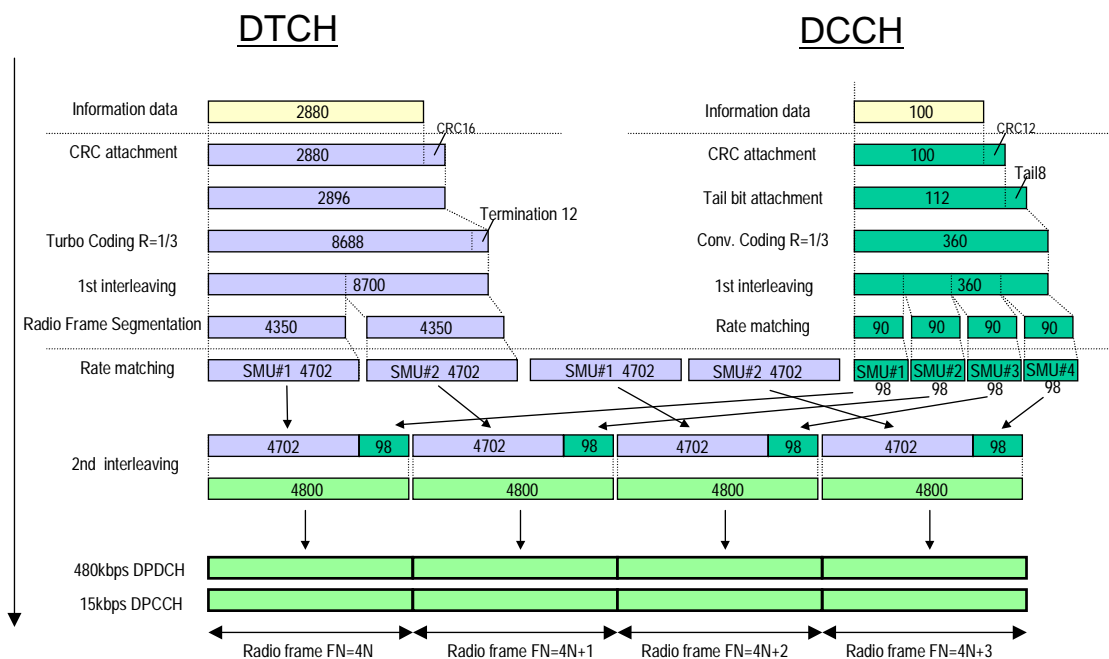 DTCH DCCH
Information data 2880 Information data 100
CRC16 CRC12
CRC attachment 2880 CRC attachment 100
Tail8
2896 Tail bit attachment 112
Termination 12
Turbo Coding R=1/3 8688 Conv. Coding R=1/3 360
1st interleaving 8700 1st interleaving 360
Radio Frame Segmentation 4350 4350 Rate matching 90 90 90 90
Rate matching SMU#1 4702 SMU#2 4702 SMU#1 4702 SMU#2 4702 SMU#1 SMU#2 SMU#3 SMU#4
98 98 98 98
4702 98 4702 98 4702 98 4702 98
2nd interleaving
4800 4800 4800 4800
480kbps DPDCH
15kbps DPCCH
Radio frame FN=4N Radio frame FN=4N+1 Radio frame FN=4N+2 Radio frame FN=4N+3